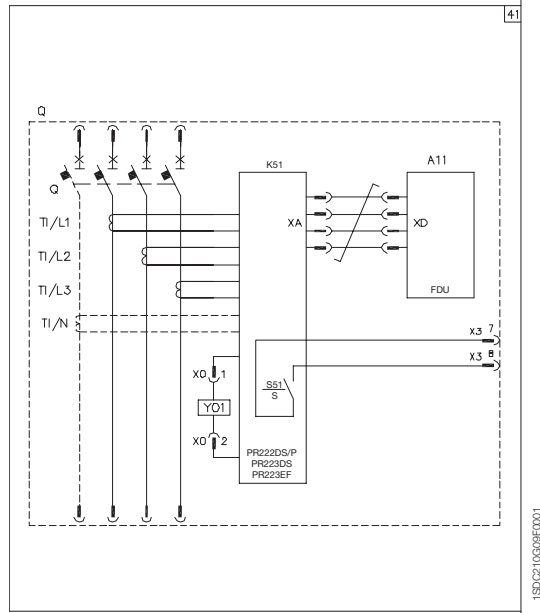 41
Q
K51
A11
Q
TI/L1
XA
XD
TI/L2
TI/L3
FDU
TI/N
X3 7
X3 8
X0 1
S51
S
Y01
X0 2
PR222DS/P
PR223DS
PR223EF
1SDC210G09F0001